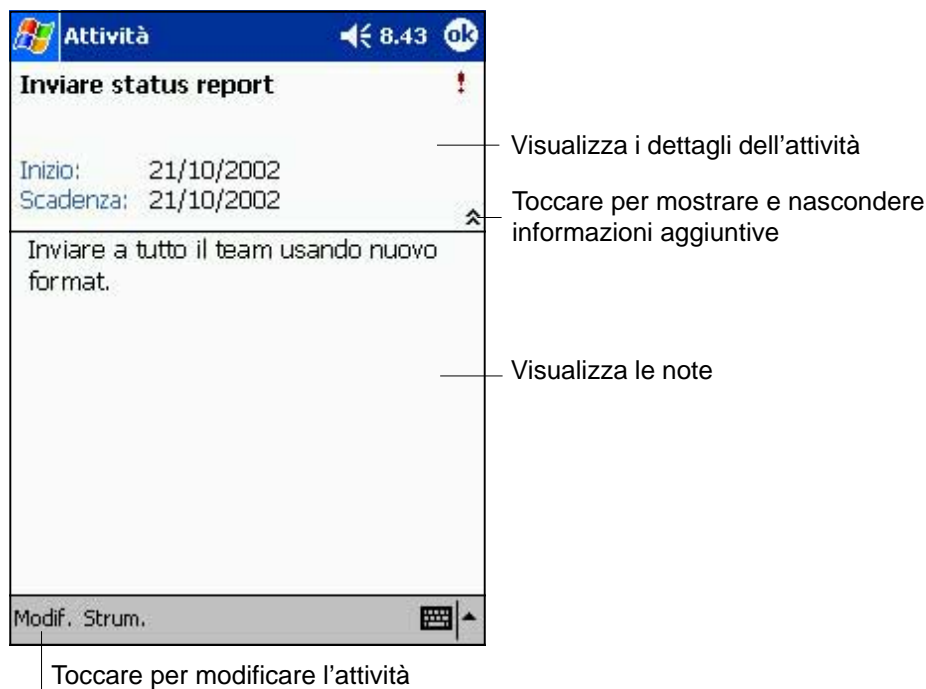 Attività 8.43 ok
Inviare status report !
Visualizza i dettagli dell'attività
Inizio: 21/10/2002
Scadenza: 21/10/2002
Toccare per mostrare e nascondere
informazioni aggiuntive
Inviare a tutto il team usando nuovo
format.
Visualizza le note
Modif. Strum.
Toccare per modificare l'attività